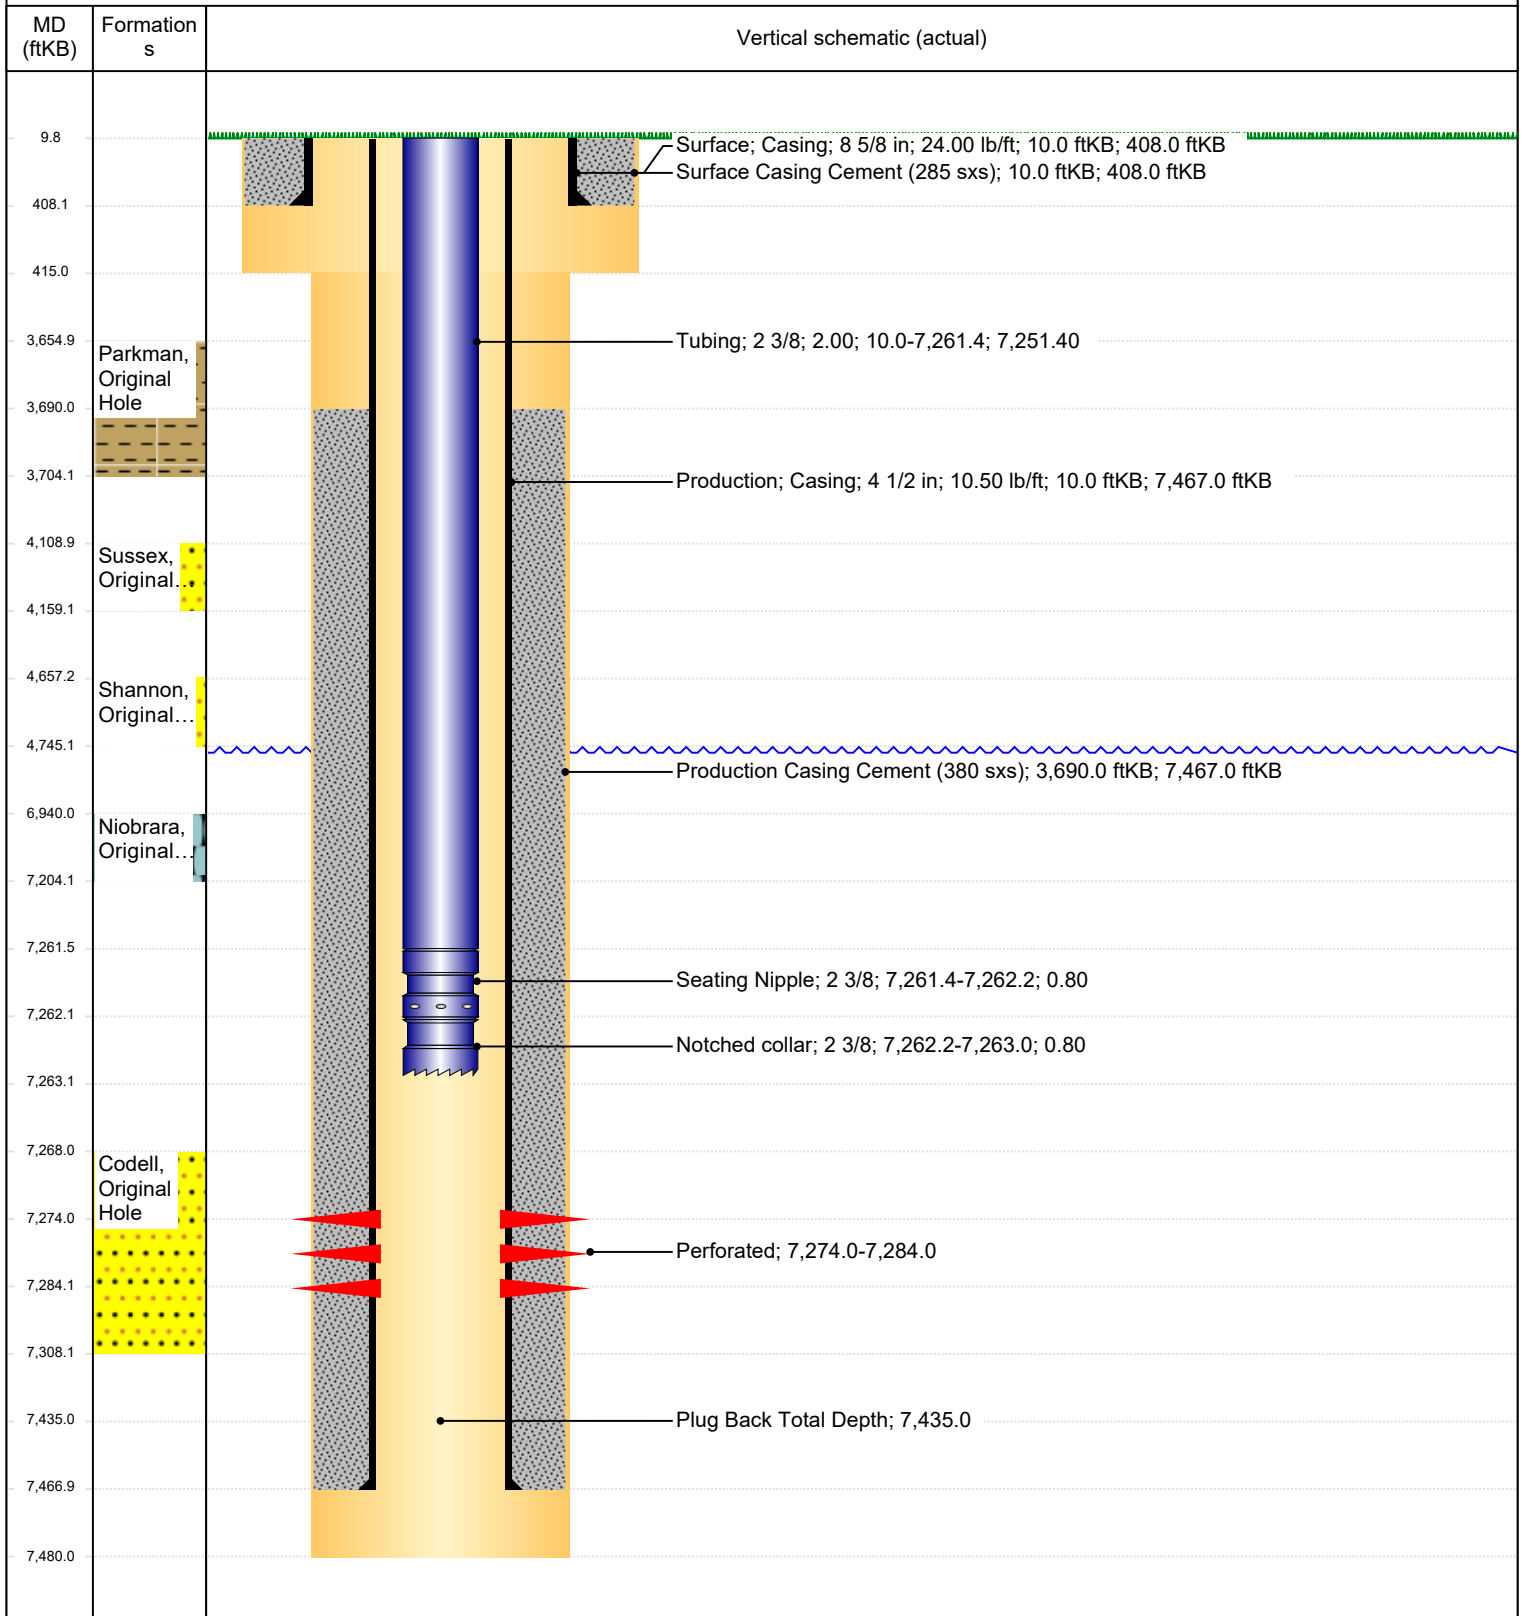 MD
(ftKB)
Formation
s
Vertical schematic (actual)
9.8
Surface; Casing; 8 5/8 in; 24.00 lb/ft; 10.0 ftKB; 408.0 ftKB
Surface Casing Cement (285 sxs); 10.0 ftKB; 408.0 ftKB
408.1
415.0
3,654.9
Tubing; 2 3/8; 2.00; 10.0-7,261.4; 7,251.40
Parkman,
Original
Hole
3,690.0
3,704.1
Production; Casing; 4 1/2 in; 10.50 lb/ft; 10.0 ftKB; 7,467.0 ftKB
4,108.9
Sussex,
Original...
4,159.1
4,657.2
Shannon,
Original...
4,745.1
Production Casing Cement (380 sxs); 3,690.0 ftKB; 7,467.0 ftKB
6,940.0
Niobrara,
Original...
7,204.1
7,261.5
Seating Nipple; 2 3/8; 7,261.4-7,262.2; 0.80
7,262.1
Notched collar; 2 3/8; 7,262.2-7,263.0; 0.80
7,263.1
7,268.0
Codell,
Original
Hole
7,274.0
Perforated; 7,274.0-7,284.0
7,284.1
7,308.1
7,435.0
Plug Back Total Depth; 7,435.0
7,466.9
7,480.0